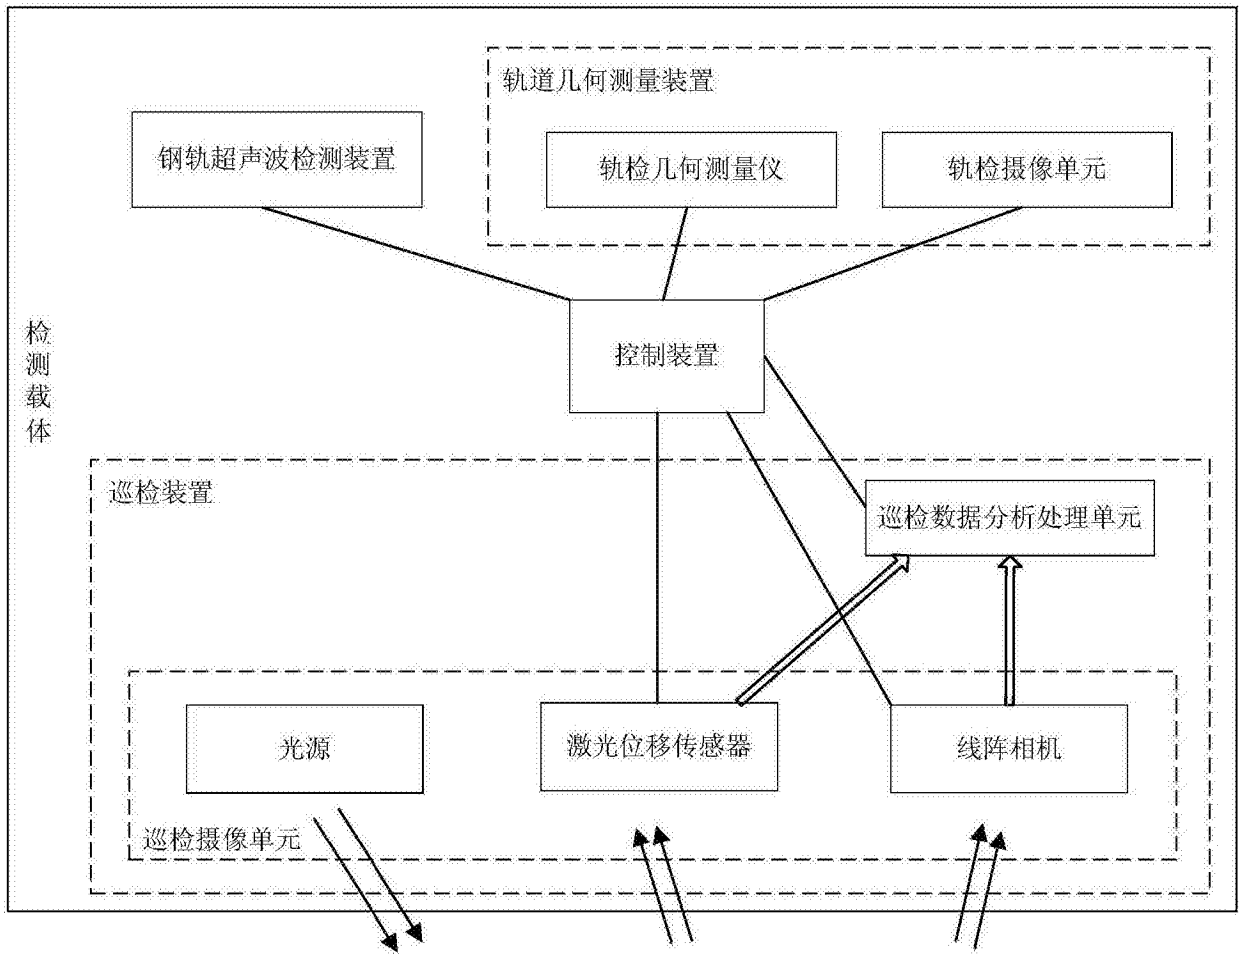 轨道几何测量装置
钢轨超声波检测装置
轨检几何测量仪
轨检摄像单元
控制装置
检测载体
巡检装置
巡检数据分析处理单元
光源
激光位移传感器
线阵相机
巡检摄像单元